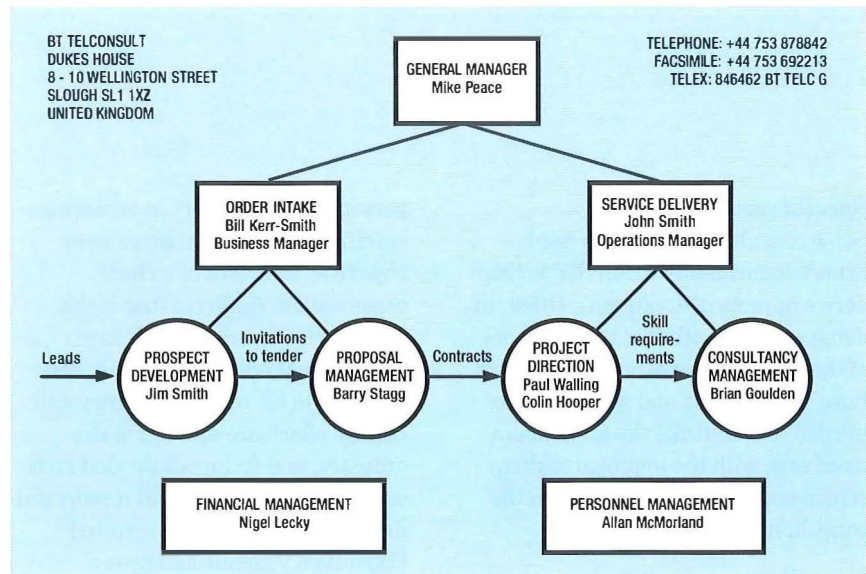 BT TELCONSULT
DUKES HOUSE
8 - 10 WELLINGTON STREET
SLOUGH SL1 1XZ
UNITED KINGDOM
TELEPHONE: +44 753 878842
FACSIMILE: +44 753 692213
TELEX: 846462 BT TELC G
GENERAL MANAGER
Mike Peace
ORDER INTAKE
Bill Kerr-Smith
Business Manager
SERVICE DELIVERY
John Smith
Operations Manager
Leads
PROSPECT
DEVELOPMENT
Jim Smith
Invitations
to tender
PROPOSAL
MANAGEMENT
Barry Stagg
Contracts
PROJECT
DIRECTION
Paul Walling
Colin Hooper
Skill
require-
ments
CONSULTANCY
MANAGEMENT
Brian Goulden
FINANCIAL MANAGEMENT
Nigel Lecky
PERSONNEL MANAGEMENT
Allan McMorland